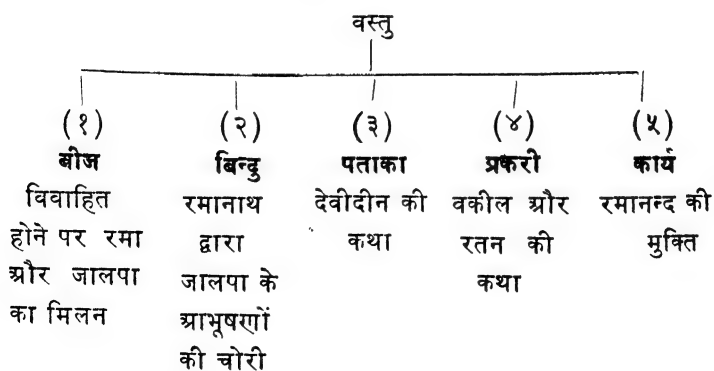 वस्तु
(१) (२) (३) (४) (५)
बीज बिन्दु पताका प्रकरी कार्य
विवाहित रमानाथ देवीदीन की वकील और रमानन्द की
होने पर रमा द्वारा कथा रतन की मुक्ति
और जालपा जालपा के कथा
का मिलन आभूषणों
की चोरी